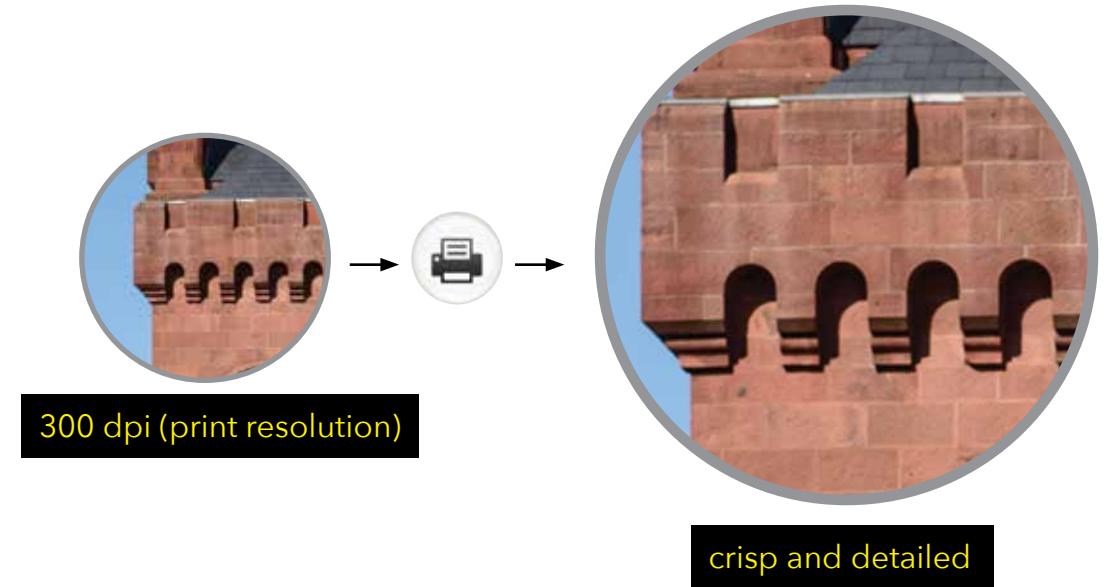 300 dpi (print resolution)
crisp and detailed